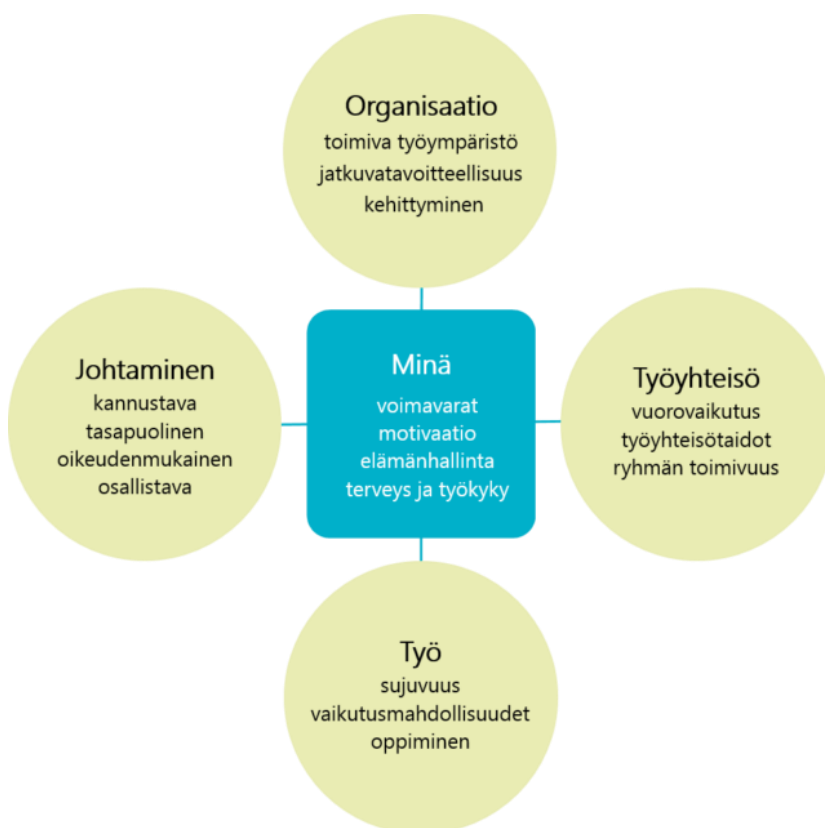 Organisaatio
toimiva työympäristö
jatkuvatavoitteellisuus
kehittyminen
Johtaminen
kannustava
tasapuolinen
oikeudenmukainen
osallistava
Minä
voimavarat
motivaatio
elämänhallinta
terveys ja työkyky
Työyhteisö
vuorovaikutus
työyhteisötaidot
ryhmän toimivuus
Työ
sujuvuus
vaikutusmahdollisuudet
oppiminen